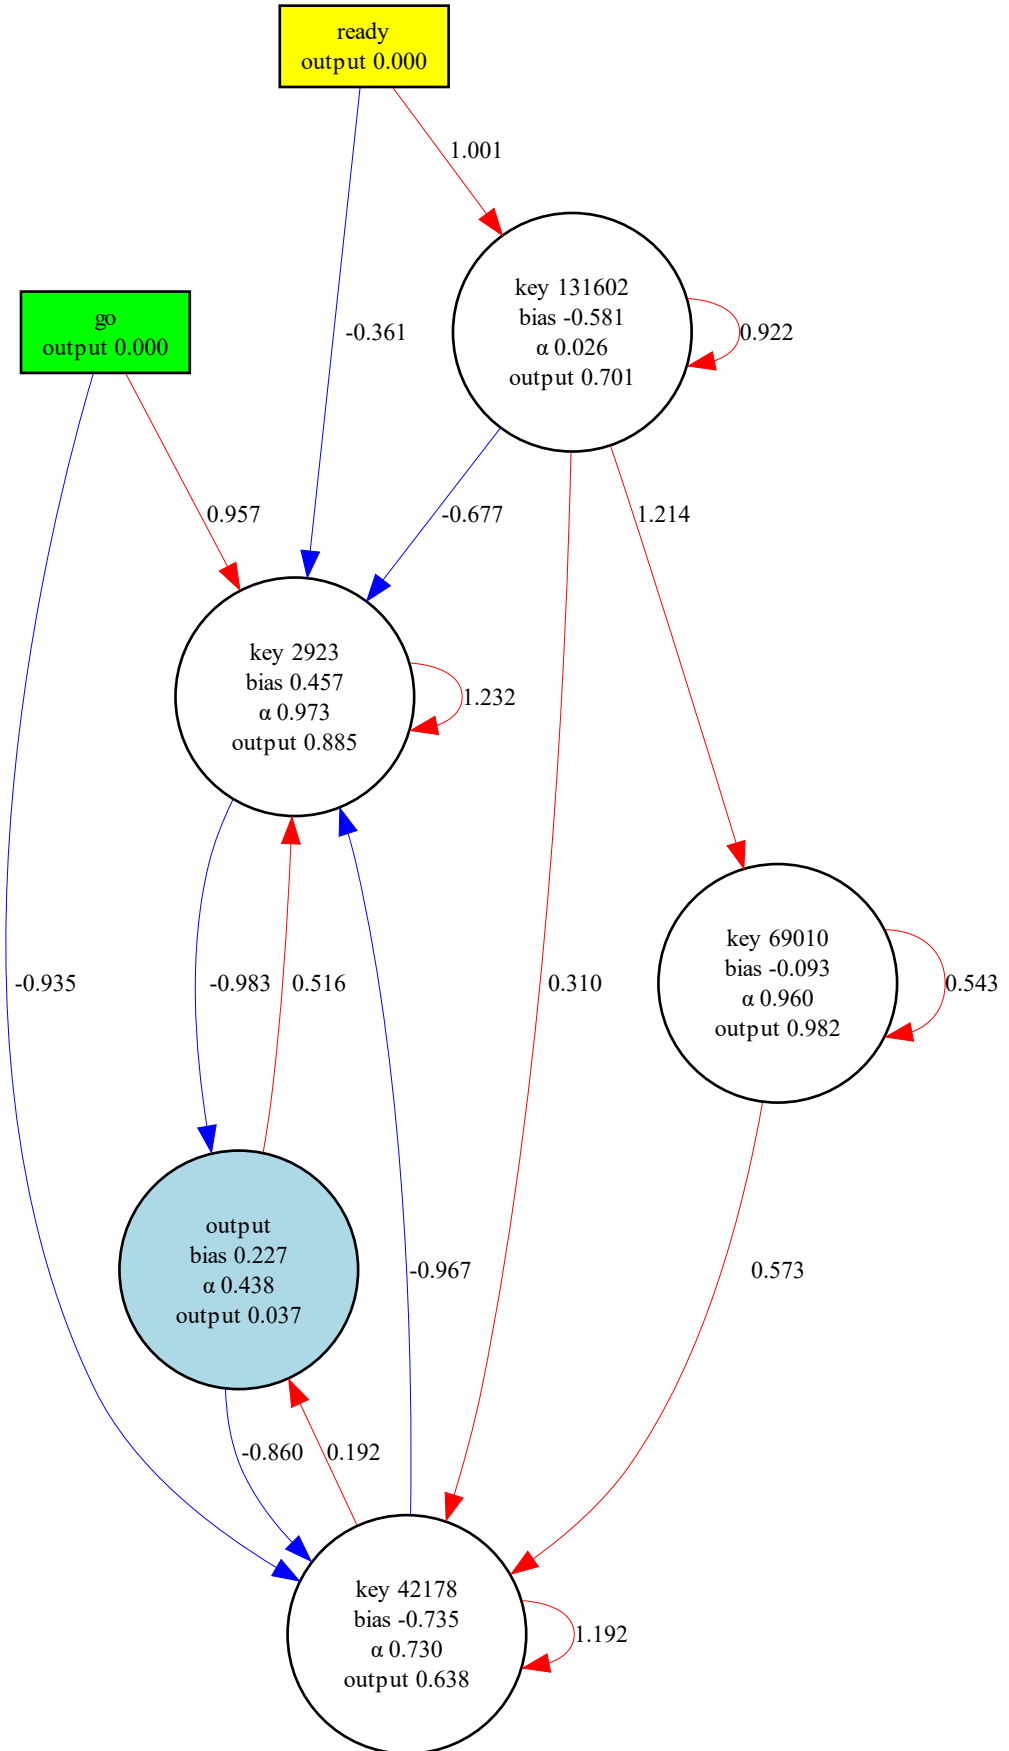 ready
output 0.000
1.001
key 131602
bias -0.581
α 0.026
output 0.701
0.922
go
output 0.000
-0.361
0.957
-0.677
1.214
key 2923
bias 0.457
α 0.973
output 0.885
1.232
key 69010
bias -0.093
α 0.960
output 0.982
0.543
-0.935
-0.983
0.516
0.310
output
bias 0.227
α 0.438
output 0.037
-0.967
0.573
-0.860
0.192
key 42178
bias -0.735
α 0.730
output 0.638
1.192